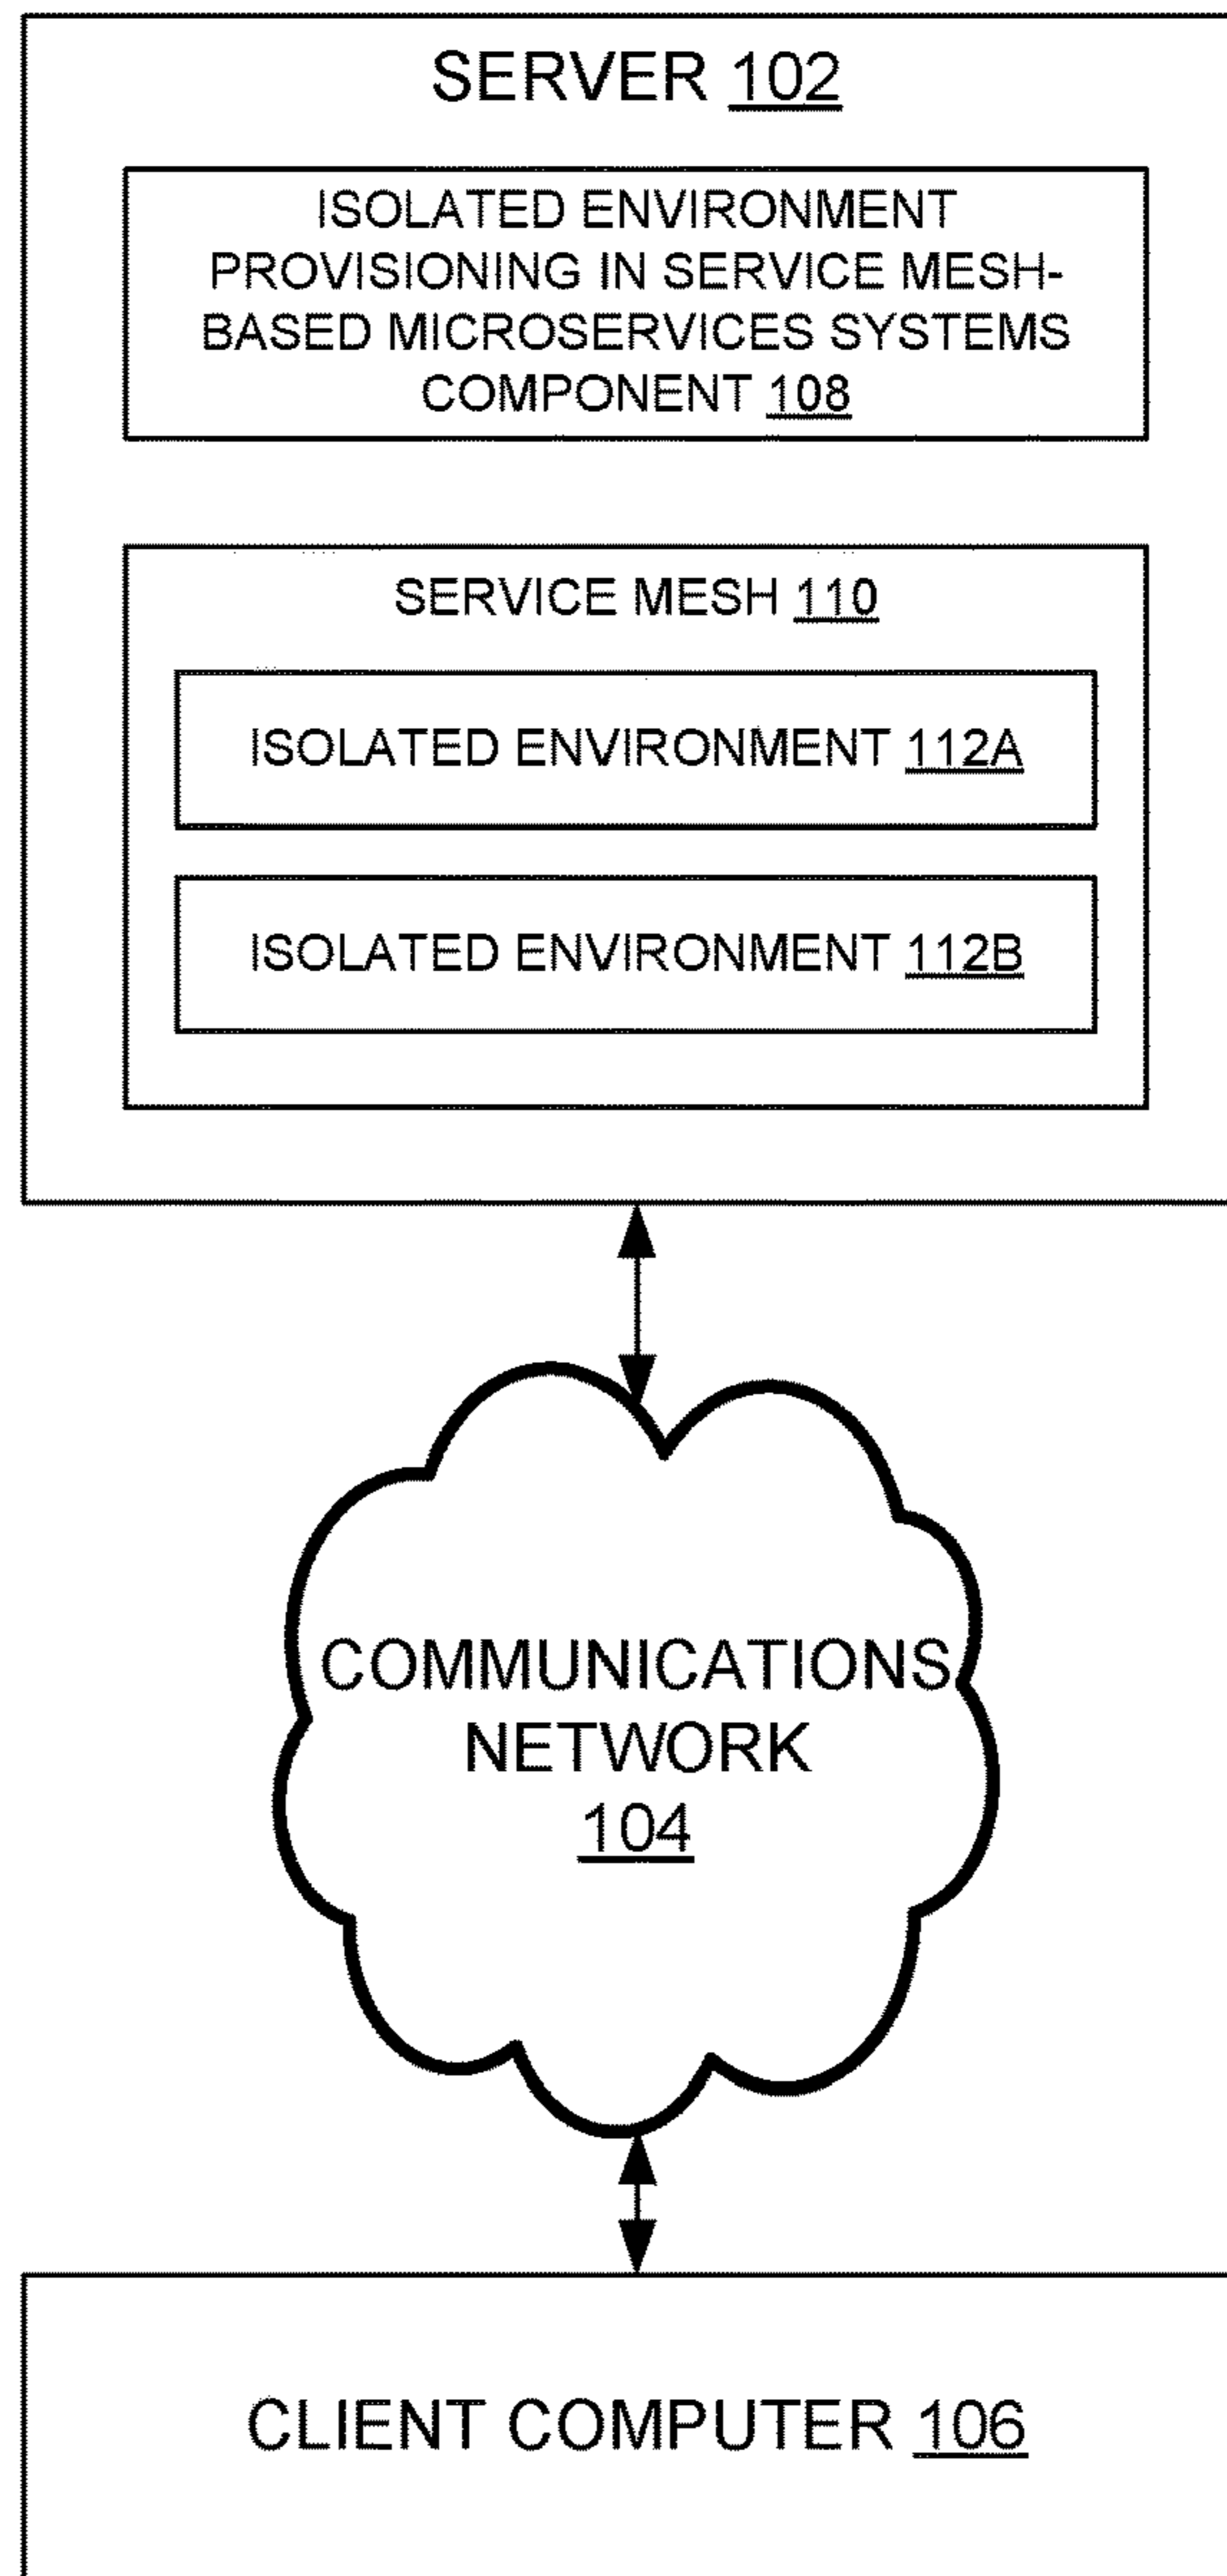 SERVER 102
ISOLATED ENVIRONMENT
PROVISIONING IN SERVICE MESH-
BASED MICROSERVICES SYSTEMS
COMPONENT 108
SERVICE MESH 110
ISOLATED ENVIRONMENT 112A
ISOLATED ENVIRONMENT 112B
COMMUNICATIONS
NETWORK
104
CLIENT COMPUTER 106